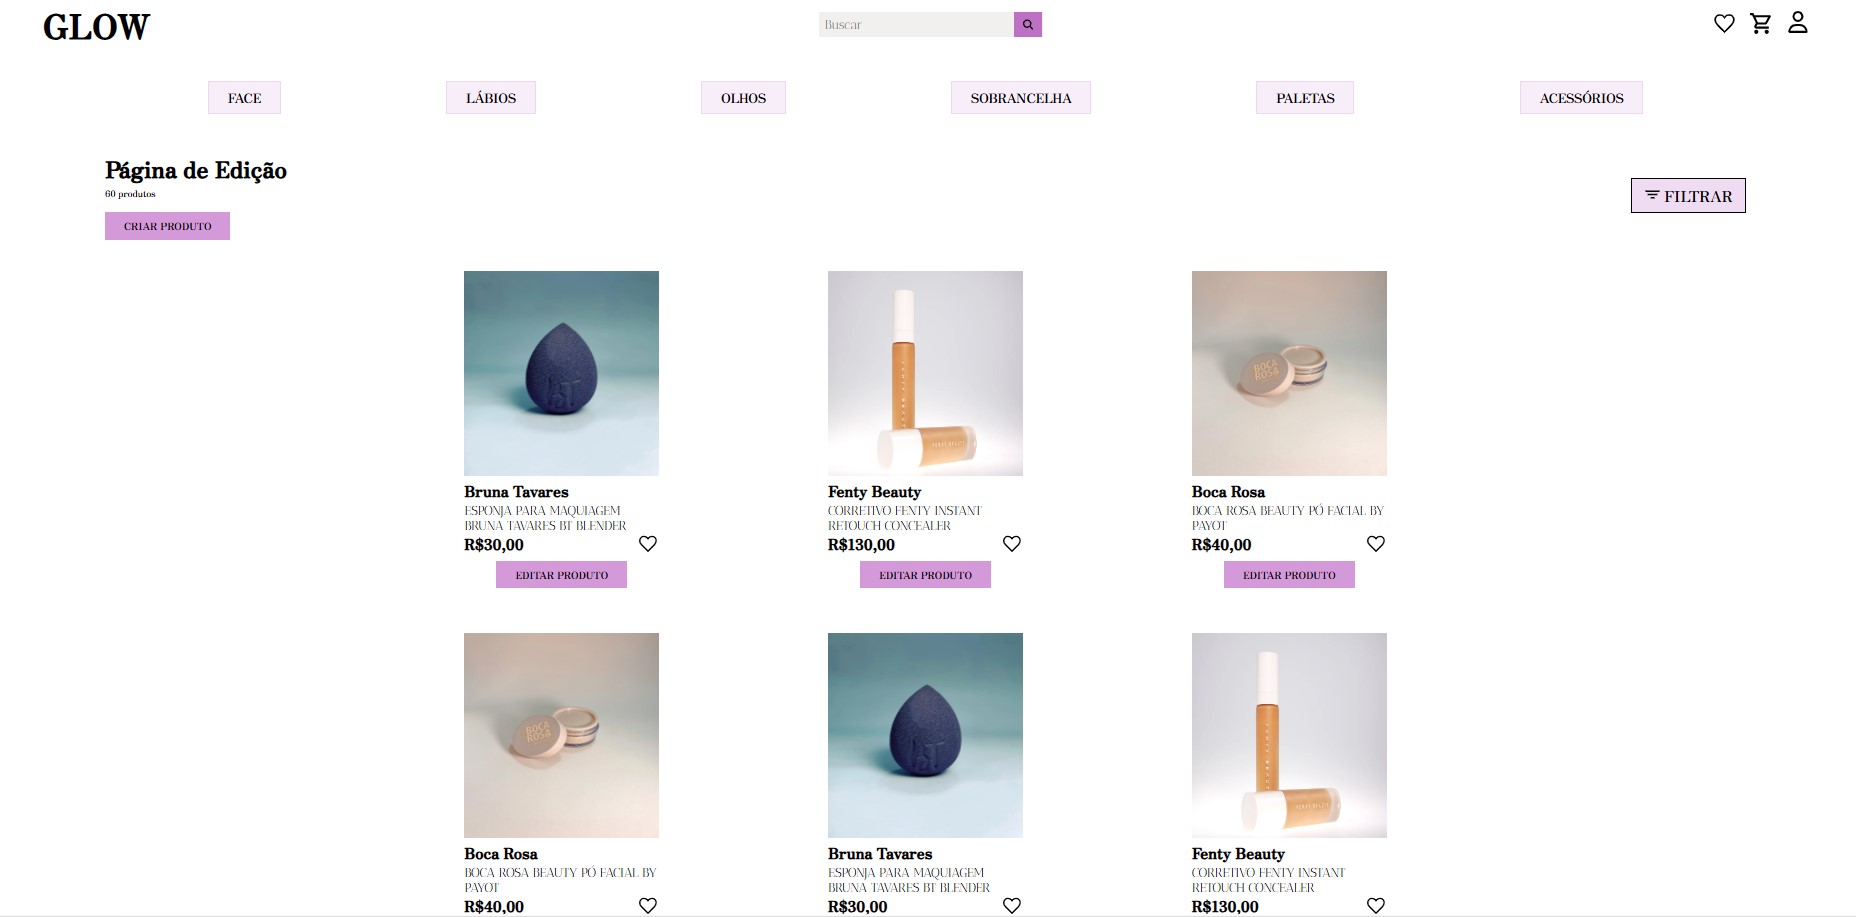 GLOW
Buscar
FACE
LÁBIOS
OLHOS
SOBRANCELHA
PALETAS
ACESSÓRIOS
Página de Edição
60 produtos
FILTRAR
CRIAR PRODUTO
bT
FENTY BEAUTY
BOCA
ROSA
Bruna Tavares
ESPONJA PARA MAQUIAGEM
BRUNA TAVARES BT BLENDER
R$30,00
EDITAR PRODUTO
Fenty Beauty
CORRETIVO FENTY INSTANT
RETOUCH CONCEALER
R$130,00
EDITAR PRODUTO
Boca Rosa
BOCA ROSA BEAUTY PÓ FACIAL BY
PAYOT
R$40,00
EDITAR PRODUTO
BOCA
ROSA
bT
FENTY BEAUTY
Boca Rosa
BOCA ROSA BEAUTY PÓ FACIAL BY
PAYOT
R$40,00
Bruna Tavares
ESPONJA PARA MAQUIAGEM
BRUNA TAVARES BT BLENDER
R$30,00
Fenty Beauty
CORRETIVO FENTY INSTANT
RETOUCH CONCEALER
R$130,00